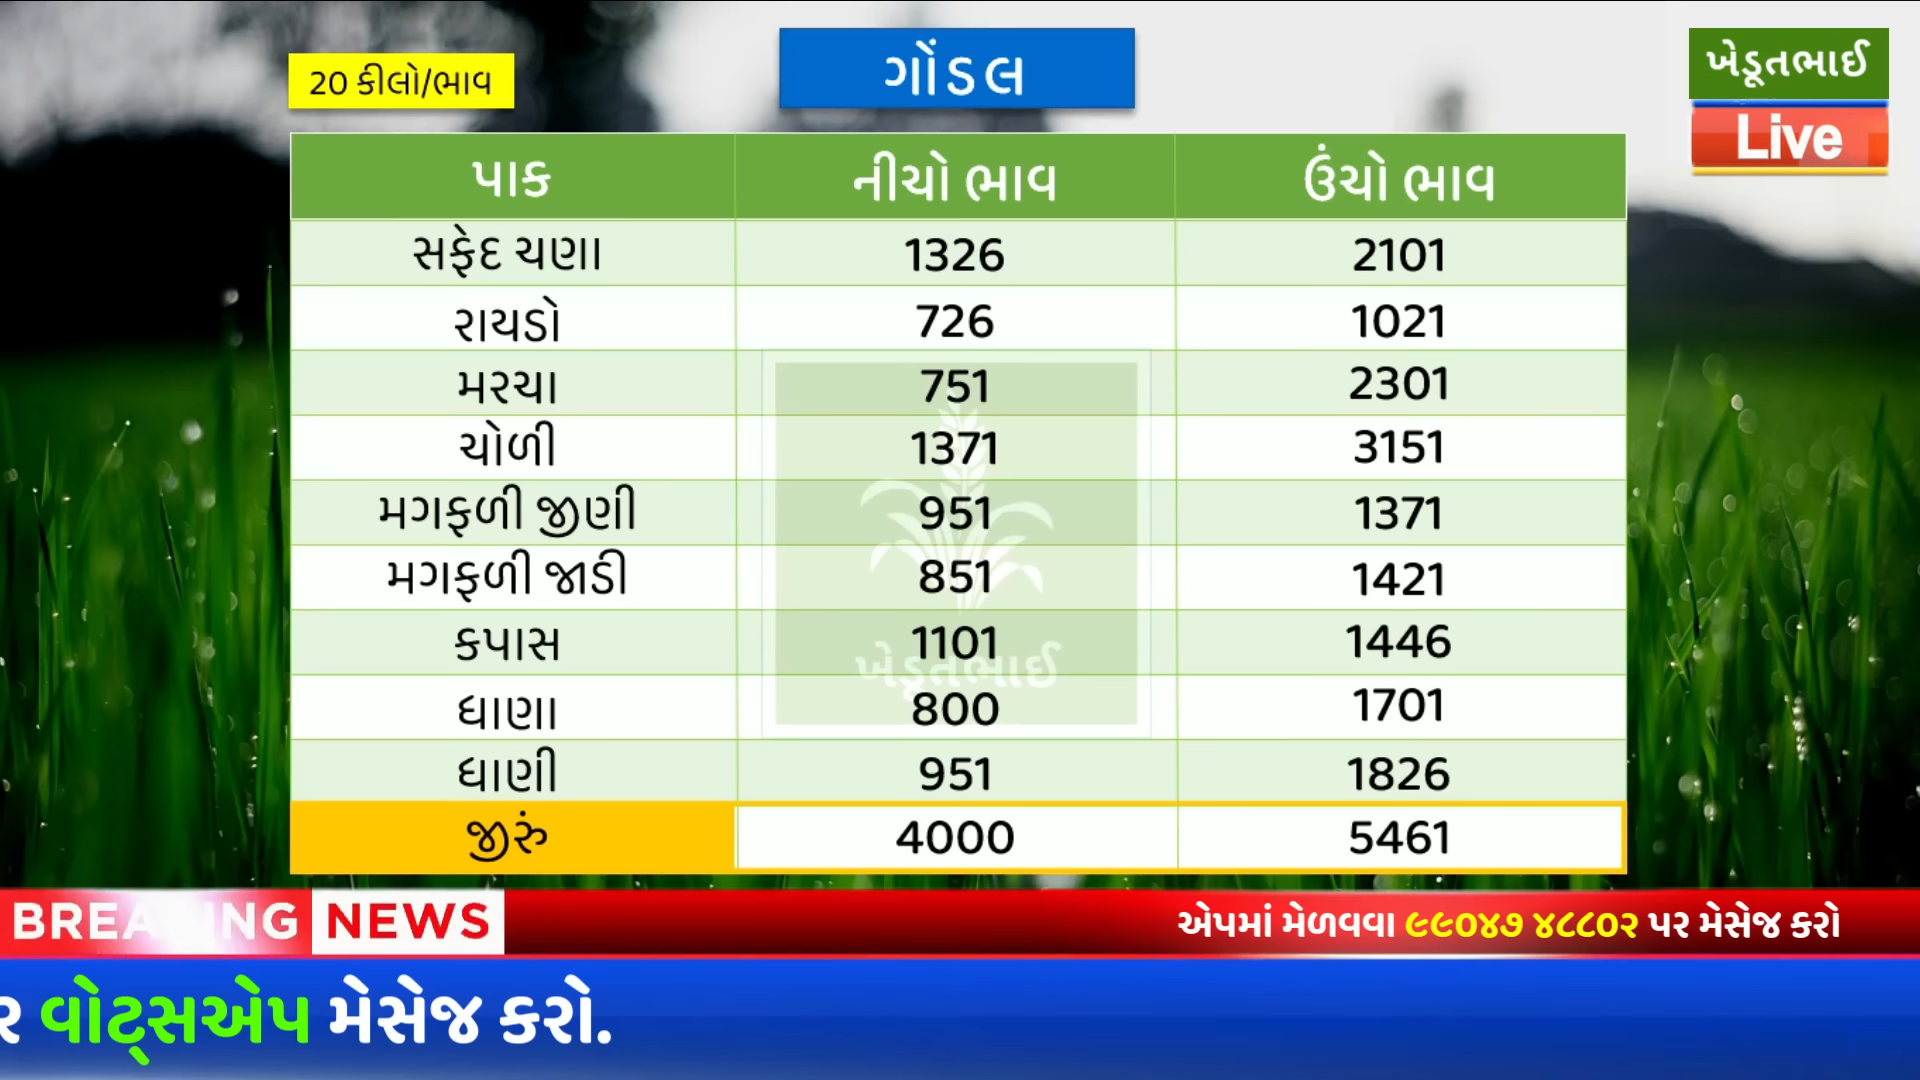 20 કીલો/ભાવ
ગોંડલ
ખેડૂતભાઈ
Live
પાક નીચો ભાવ ઉંચો ભાવ
સફેદ ચણા 1326 2101
રાયડો 726 1021
મરચા 751 2301
ચોળી 1371 3151
મગફળી જીણી 951 1371
મગફળી જાડી 851 1421
કપાસ 1101 1446
ખેડૂતભાઈ
ધાણા 800 1701
ધાણી 951 1826
જીરું 4000 5461
BREAKING NEWS
એપમાં મેળવવા ૯૯૦૪૭ ૪૮૮૦૨ પર મેસેજ કરો
વોટ્સએપ મેસેજ કરો.